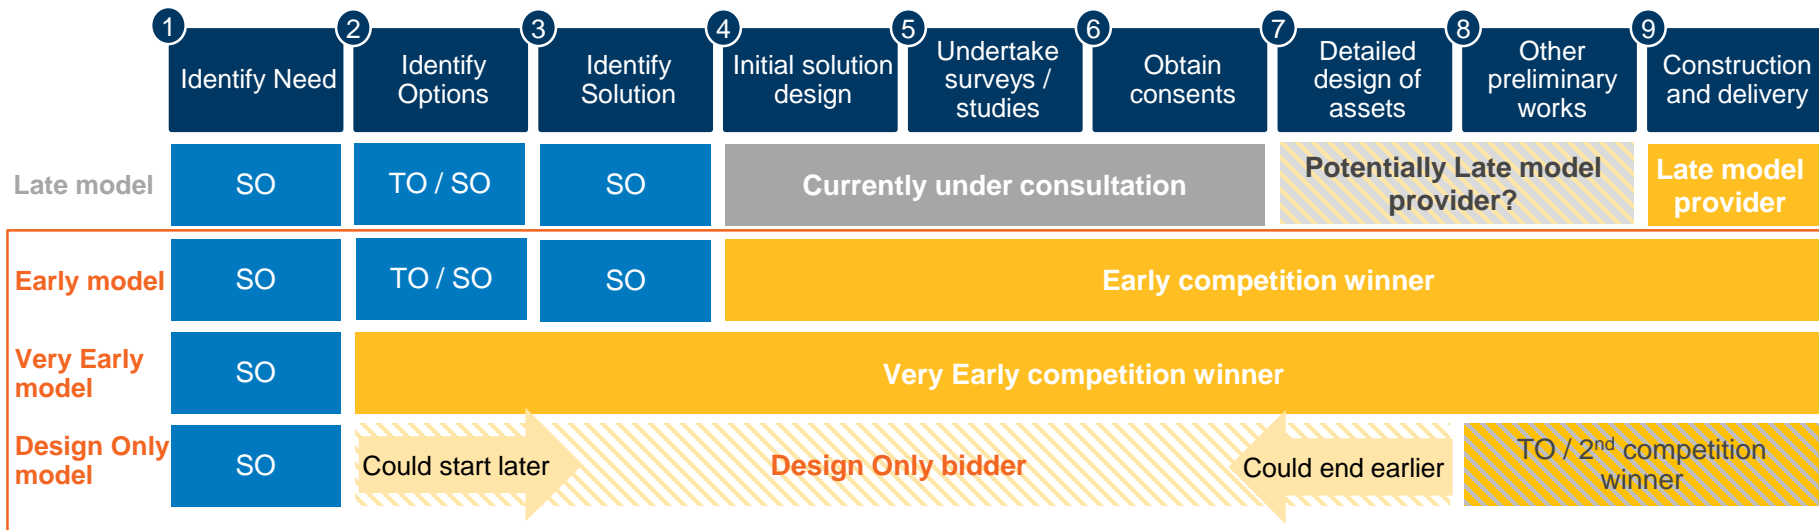 1
Identify Need
2
Identify
Options
3
Identify
Solution
4
Initial solution
design
5
Undertake
surveys /
studies
6
Obtain
consents
7
Detailed
design of
assets
8
Other
preliminary
works
9
Construction
and delivery
Late model
SO
TO / SO
SO
Currently under consultation
Potentially Late model
provider?
Late model
provider
Early model
SO
TO / SO
SO
Early competition winner
Very Early
model
SO
Very Early competition winner
Design Only
model
SO
Could start later
Design Only bidder
Could end earlier
TO / 2nd competition
winner